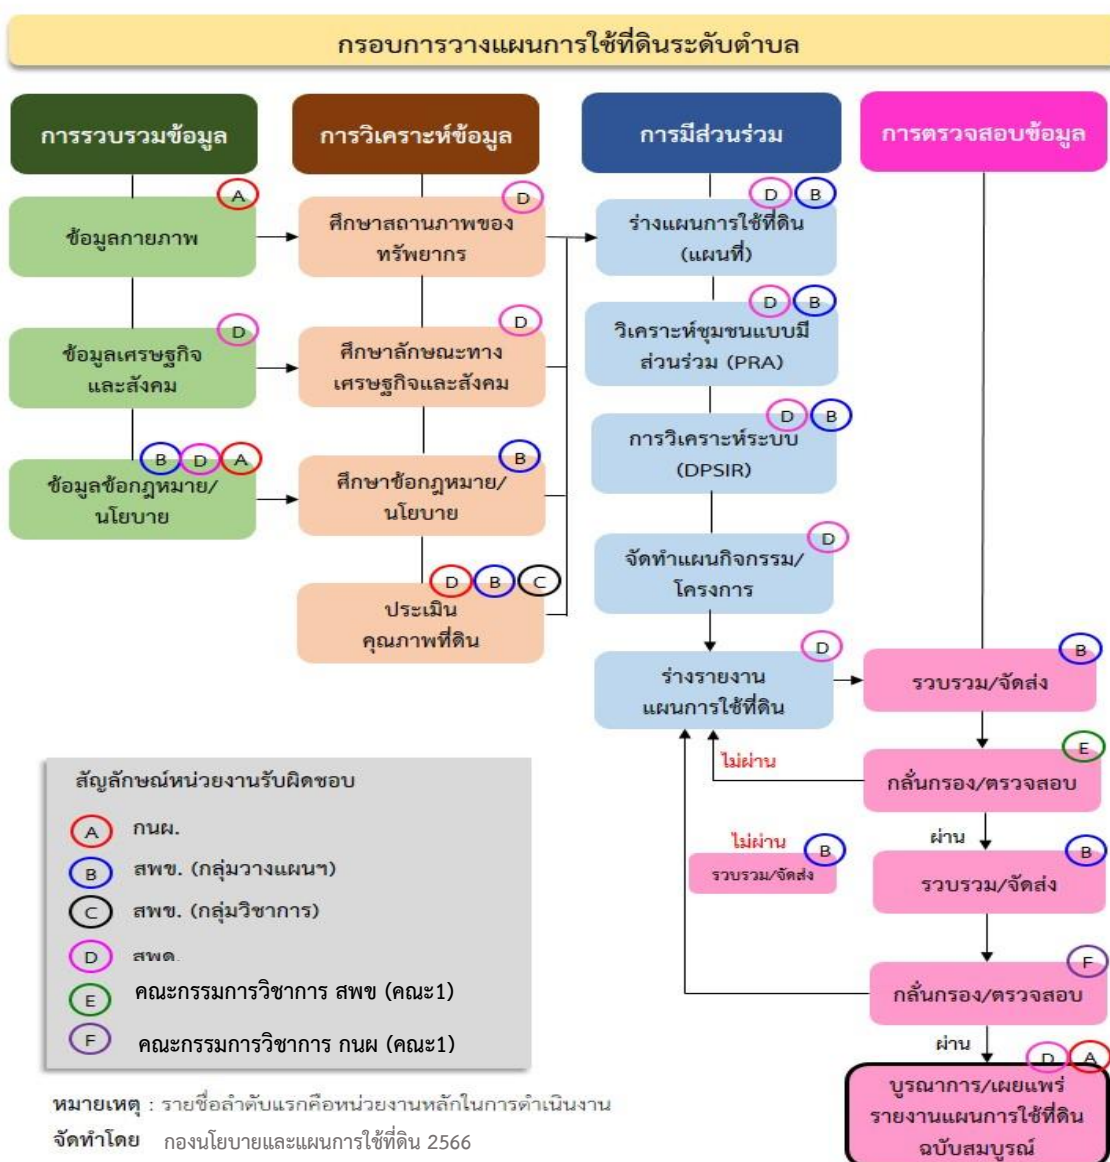 กรอบการวางแผนการใช้ที่ดินระดับตำบล
การรวบรวมข้อมูล
A
ข้อมูลกายภาพ
D
ข้อมูลเศรษฐกิจ
และสังคม
B D A
ข้อมูลข้อกฎหมาย/
นโยบาย
การวิเคราะห์ข้อมูล
D
ศึกษาสถานภาพของ
ทรัพยากร
D
ศึกษาลักษณะทาง
เศรษฐกิจและสังคม
B
ศึกษาข้อกฎหมาย/
นโยบาย
D B C
ประเมิน
คุณภาพที่ดิน
การมีส่วนร่วม
D B
ร่างแผนการใช้ที่ดิน
(แผนที่)
D B
วิเคราะห์ชุมชนแบบมี
ส่วนร่วม (PRA)
D B
การวิเคราะห์ระบบ
(DPSIR)
D
จัดทำแผนกิจกรรม/
โครงการ
D
ร่างรายงาน
แผนการใช้ที่ดิน
การตรวจสอบข้อมูล
B
รวบรวม/จัดส่ง
E
กลั่นกรอง/ตรวจสอบ
ไม่ผ่าน
ผ่าน
B
รวบรวม/จัดส่ง
ไม่ผ่าน
B
รวบรวม/จัดส่ง
F
กลั่นกรอง/ตรวจสอบ
ผ่าน
D A
บูรณาการ/เผยแพร่
รายงานแผนการใช้ที่ดิน
ฉบับสมบูรณ์
สัญลักษณ์หน่วยงานรับผิดชอบ
A กนผ.
B สพข. (กลุ่มวางแผนฯ)
C สพข. (กลุ่มวิชาการ)
D สพด.
E คณะกรรมการวิชาการ สพข (คณะ1)
F คณะกรรมการวิชาการ กนผ (คณะ1)
หมายเหตุ : รายชื่อลำดับแรกคือหน่วยงานหลักในการดำเนินงาน
จัดทำโดย กองนโยบายและแผนการใช้ที่ดิน 2566